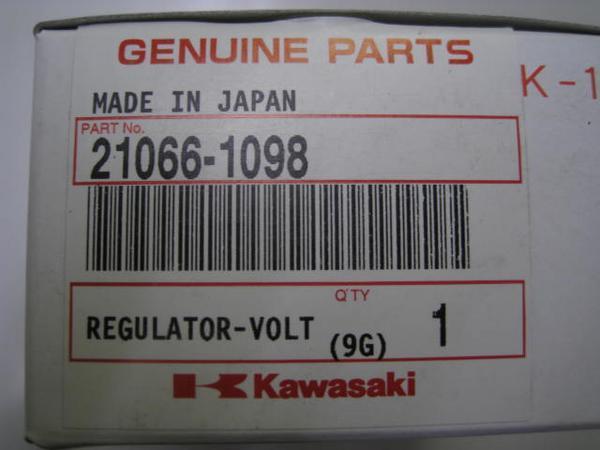 GENUINE PARTS
K-1
MADE IN JAPAN
PART No.
21066-1098
Q'TY
REGULATOR-VOLT (9G) 1
Kawasaki